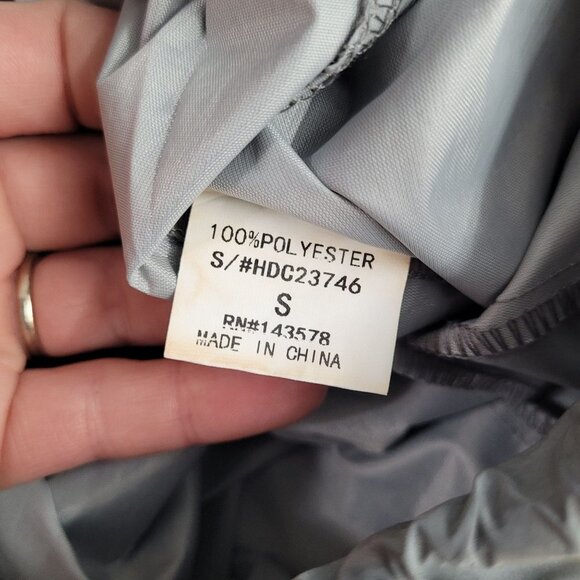 100%POLYESTER
S/#HDC23746
S
RN#143578
MADE IN CHINA